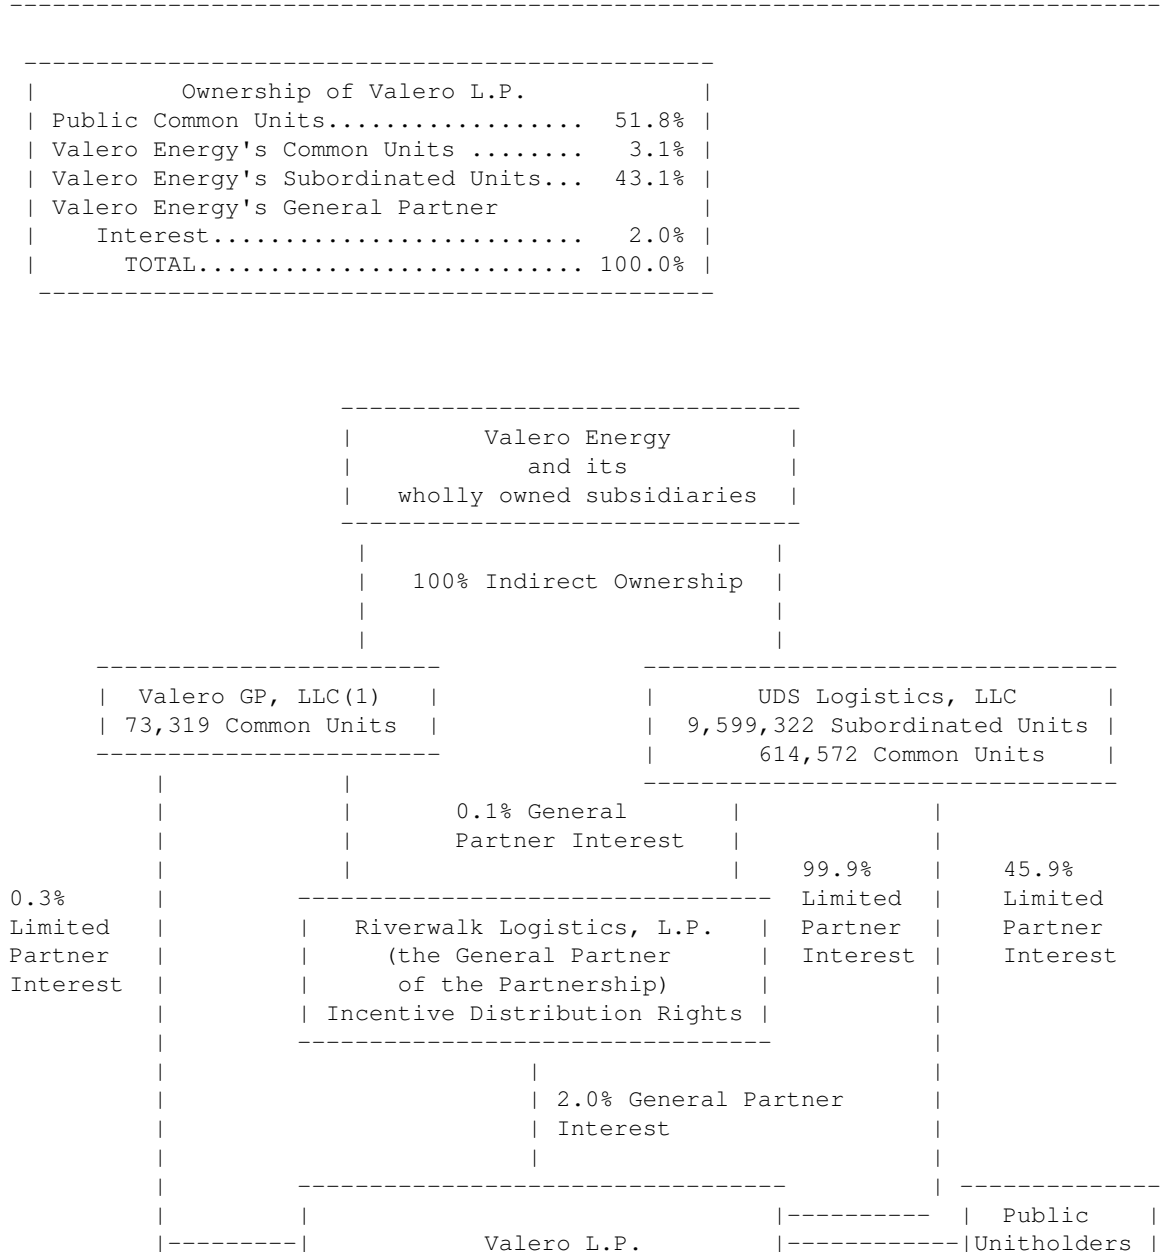 Ownership of Valero L.P.
Public Common Units.................. 51.8%
Valero Energy's Common Units ........ 3.1%
Valero Energy's Subordinated Units... 43.1%
Valero Energy's General Partner
Interest.......................... 2.0%
TOTAL........................... 100.0%
Valero Energy
and its
wholly owned subsidiaries
100% Indirect Ownership
Valero GP, LLC(1)
73,319 Common Units
UDS Logistics, LLC
9,599,322 Subordinated Units
614,572 Common Units
0.1% General
Partner Interest
0.3%
Limited
Partner
Interest
Riverwalk Logistics, L.P.
(the General Partner
of the Partnership)
Incentive Distribution Rights
99.9%
Limited
Partner
Interest
45.9%
Limited
Partner
Interest
2.0% General Partner
Interest
Valero L.P.
Public
Unitholders